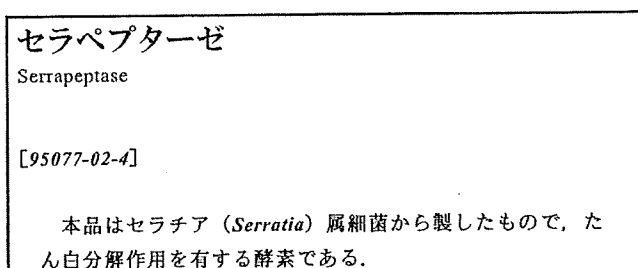 セラペプターゼ
Serrapeptase
[95077-02-4]
本品はセラチア（Serratia）属細菌から製したもので，た
ん白分解作用を有する酵素である．